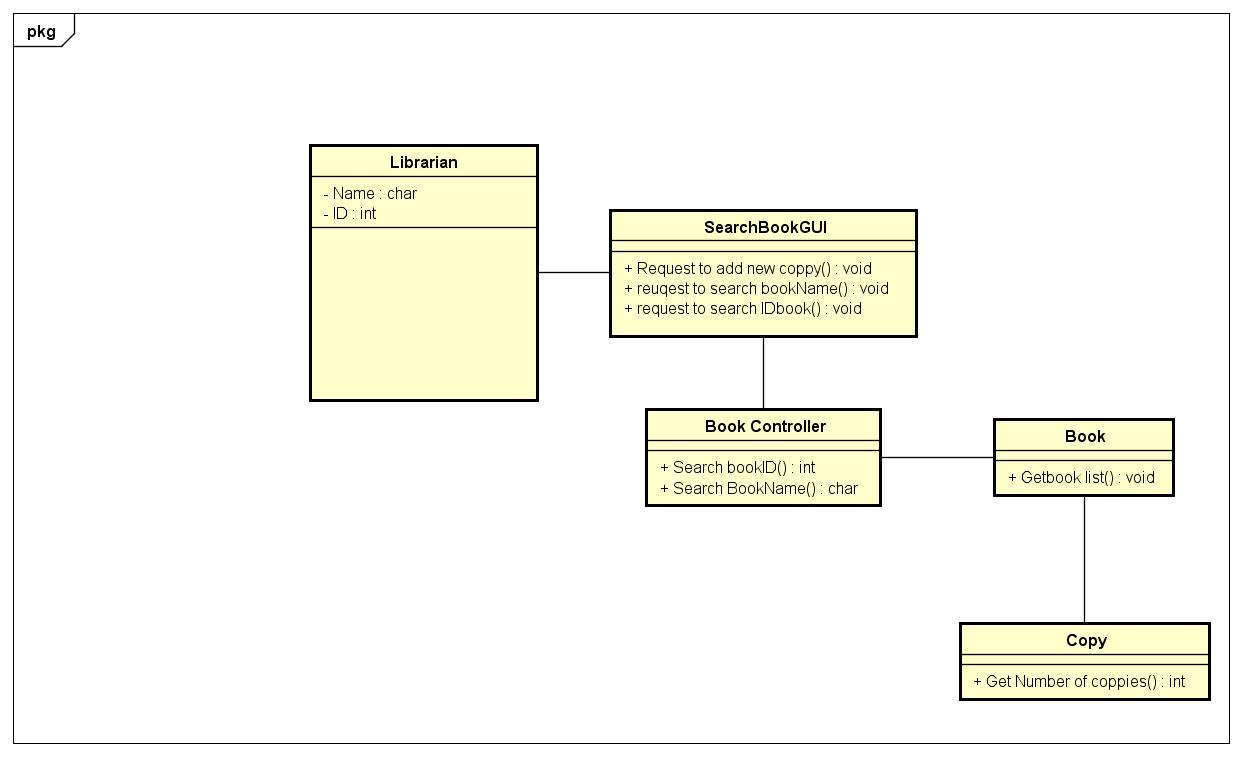 pkg
Librarian
- Name : char
- ID : int
SearchBookGUI
+ Request to add new coppy() : void
+ reuqest to search bookName() : void
+ request to search IDbook() : void
Book Controller
+ Search bookID() : int
+ Search BookName() : char
Book
+ Getbook list() : void
Copy
+ Get Number of coppies() : int